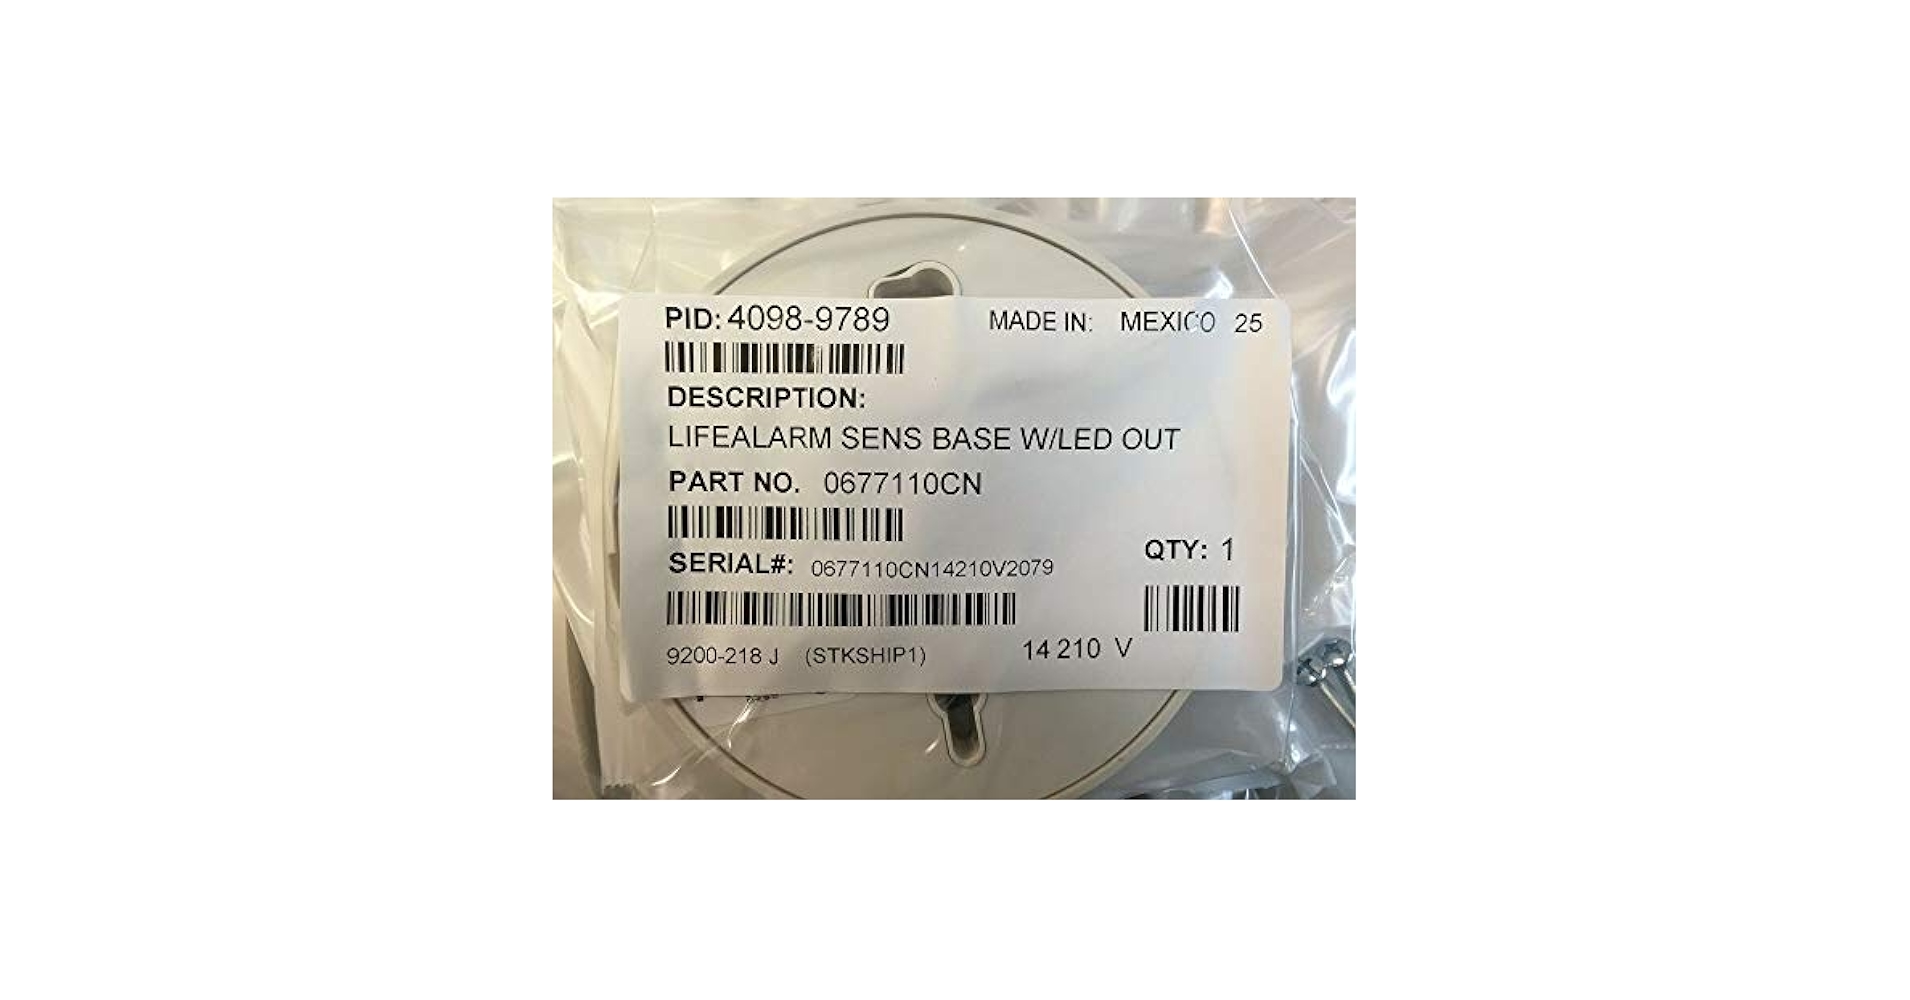 PID: 4098-9789 MADE IN: MEXICO 25
DESCRIPTION:
LIFEALARM SENS BASE W/LED OUT
PART NO. 0677110CN
QTY: 1
SERIAL#: 0677110CN14210V2079
9200-218 J (STKSHIP1) 14 210 V